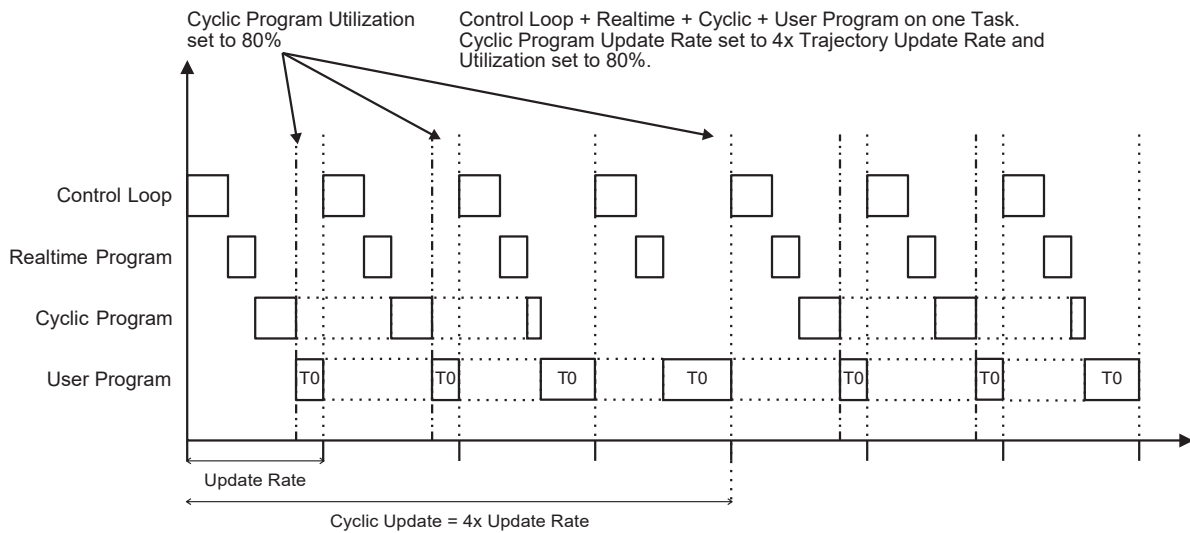 Cyclic Program Utilization
set to 80%
Control Loop + Realtime + Cyclic + User Program on one Task.
Cyclic Program Update Rate set to 4x Trajectory Update Rate and
Utilization set to 80%.
Control Loop
Realtime Program
Cyclic Program
User Program
T0 T0 T0 T0 T0 T0 T0
Update Rate
Cyclic Update = 4x Update Rate